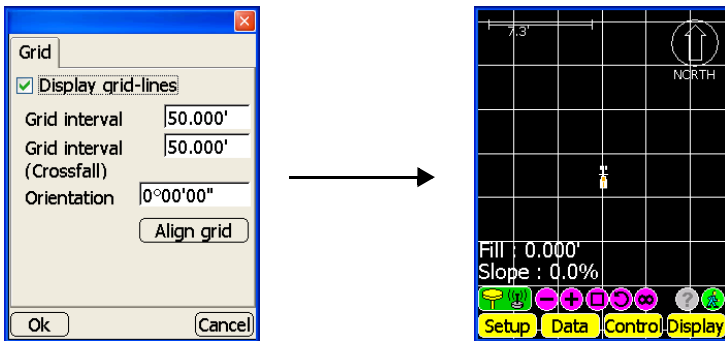 Grid
Display grid-lines
Grid interval 50.000'
Grid interval 50.000'
(Crossfall)
Orientation 0°00'00"
Align grid
Ok Cancel
7.3'
NORTH
Fill : 0.000'
Slope : 0.0%
?
Setup Data Control Display